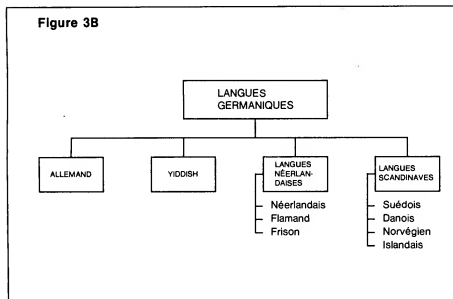 Figure 3B
LANGUES
GERMANIQUES
ALLEMAND
YIDDISH
LANGUES
NÉERLAN-
DAISES
Néerlandais
Flamand
Frison
LANGUES
SCANDINAVES
Suédois
Danois
Norvégien
Islandais